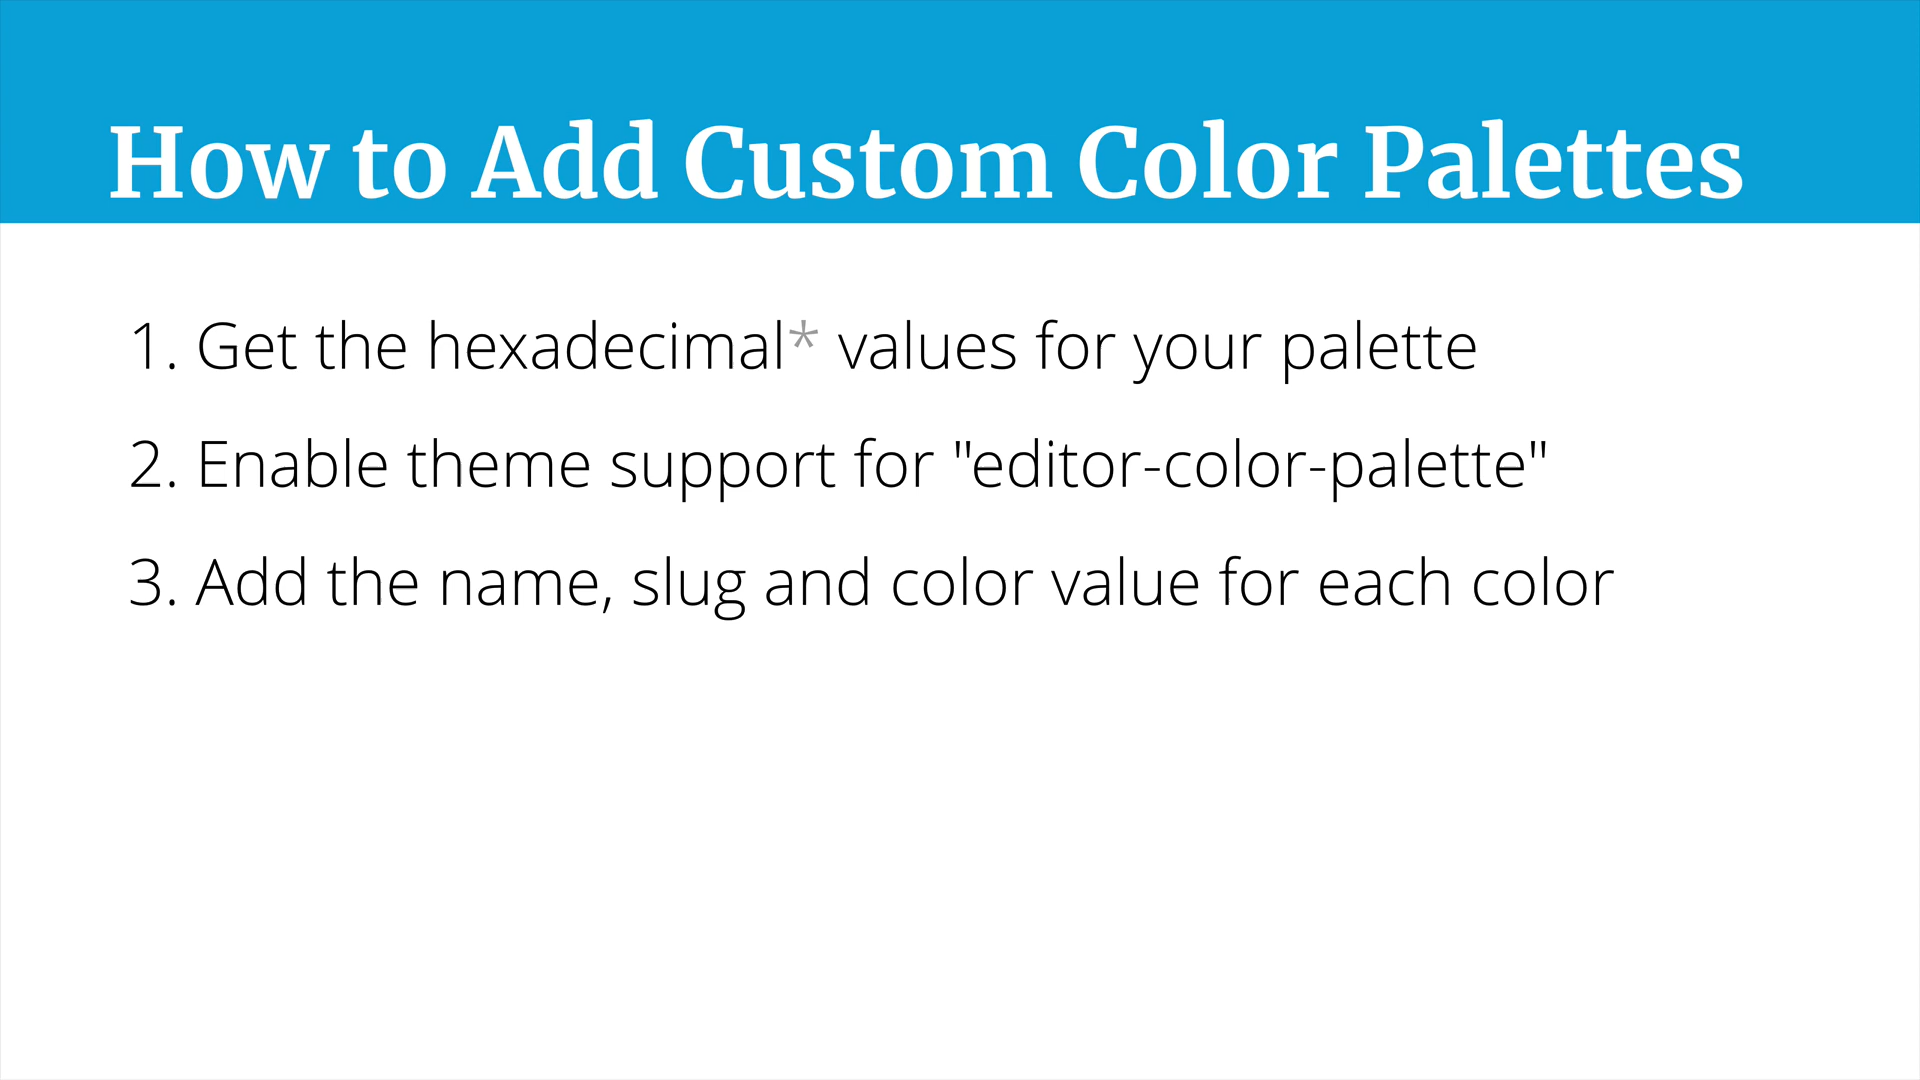 How to Add Custom Color Palettes
1. Get the hexadecimal* values for your palette
2. Enable theme support for "editor-color-palette"
3. Add the name, slug and color value for each color